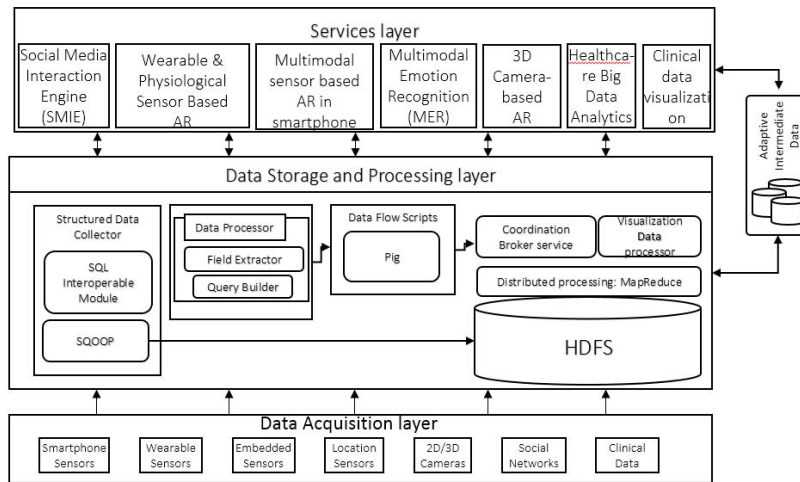 Services layer
Social Media
Interaction
Engine
(SMIE)
Wearable &
Physiological
Sensor Based
AR
Multimodal
sensor based
AR in
smartphone
Multimodal
Emotion
Recognition
(MER)
3D
Camera-
based
AR
Healthca-
re Big
Data
Analytics
Clinical
data
visualizati
on
Adaptive
Intermediate
Data
Data Storage and Processing layer
Structured Data
Collector
SQL
Interoperable
Module
SQOOP
Data Processor
Field Extractor
Query Builder
Data Flow Scripts
Pig
Coordination
Broker service
Visualization
Data
processor
Distributed processing: MapReduce
HDFS
Data Acquisition layer
Smartphone
Sensors
Wearable
Sensors
Embedded
Sensors
Location
Sensors
2D/3D
Cameras
Social
Networks
Clinical
Data